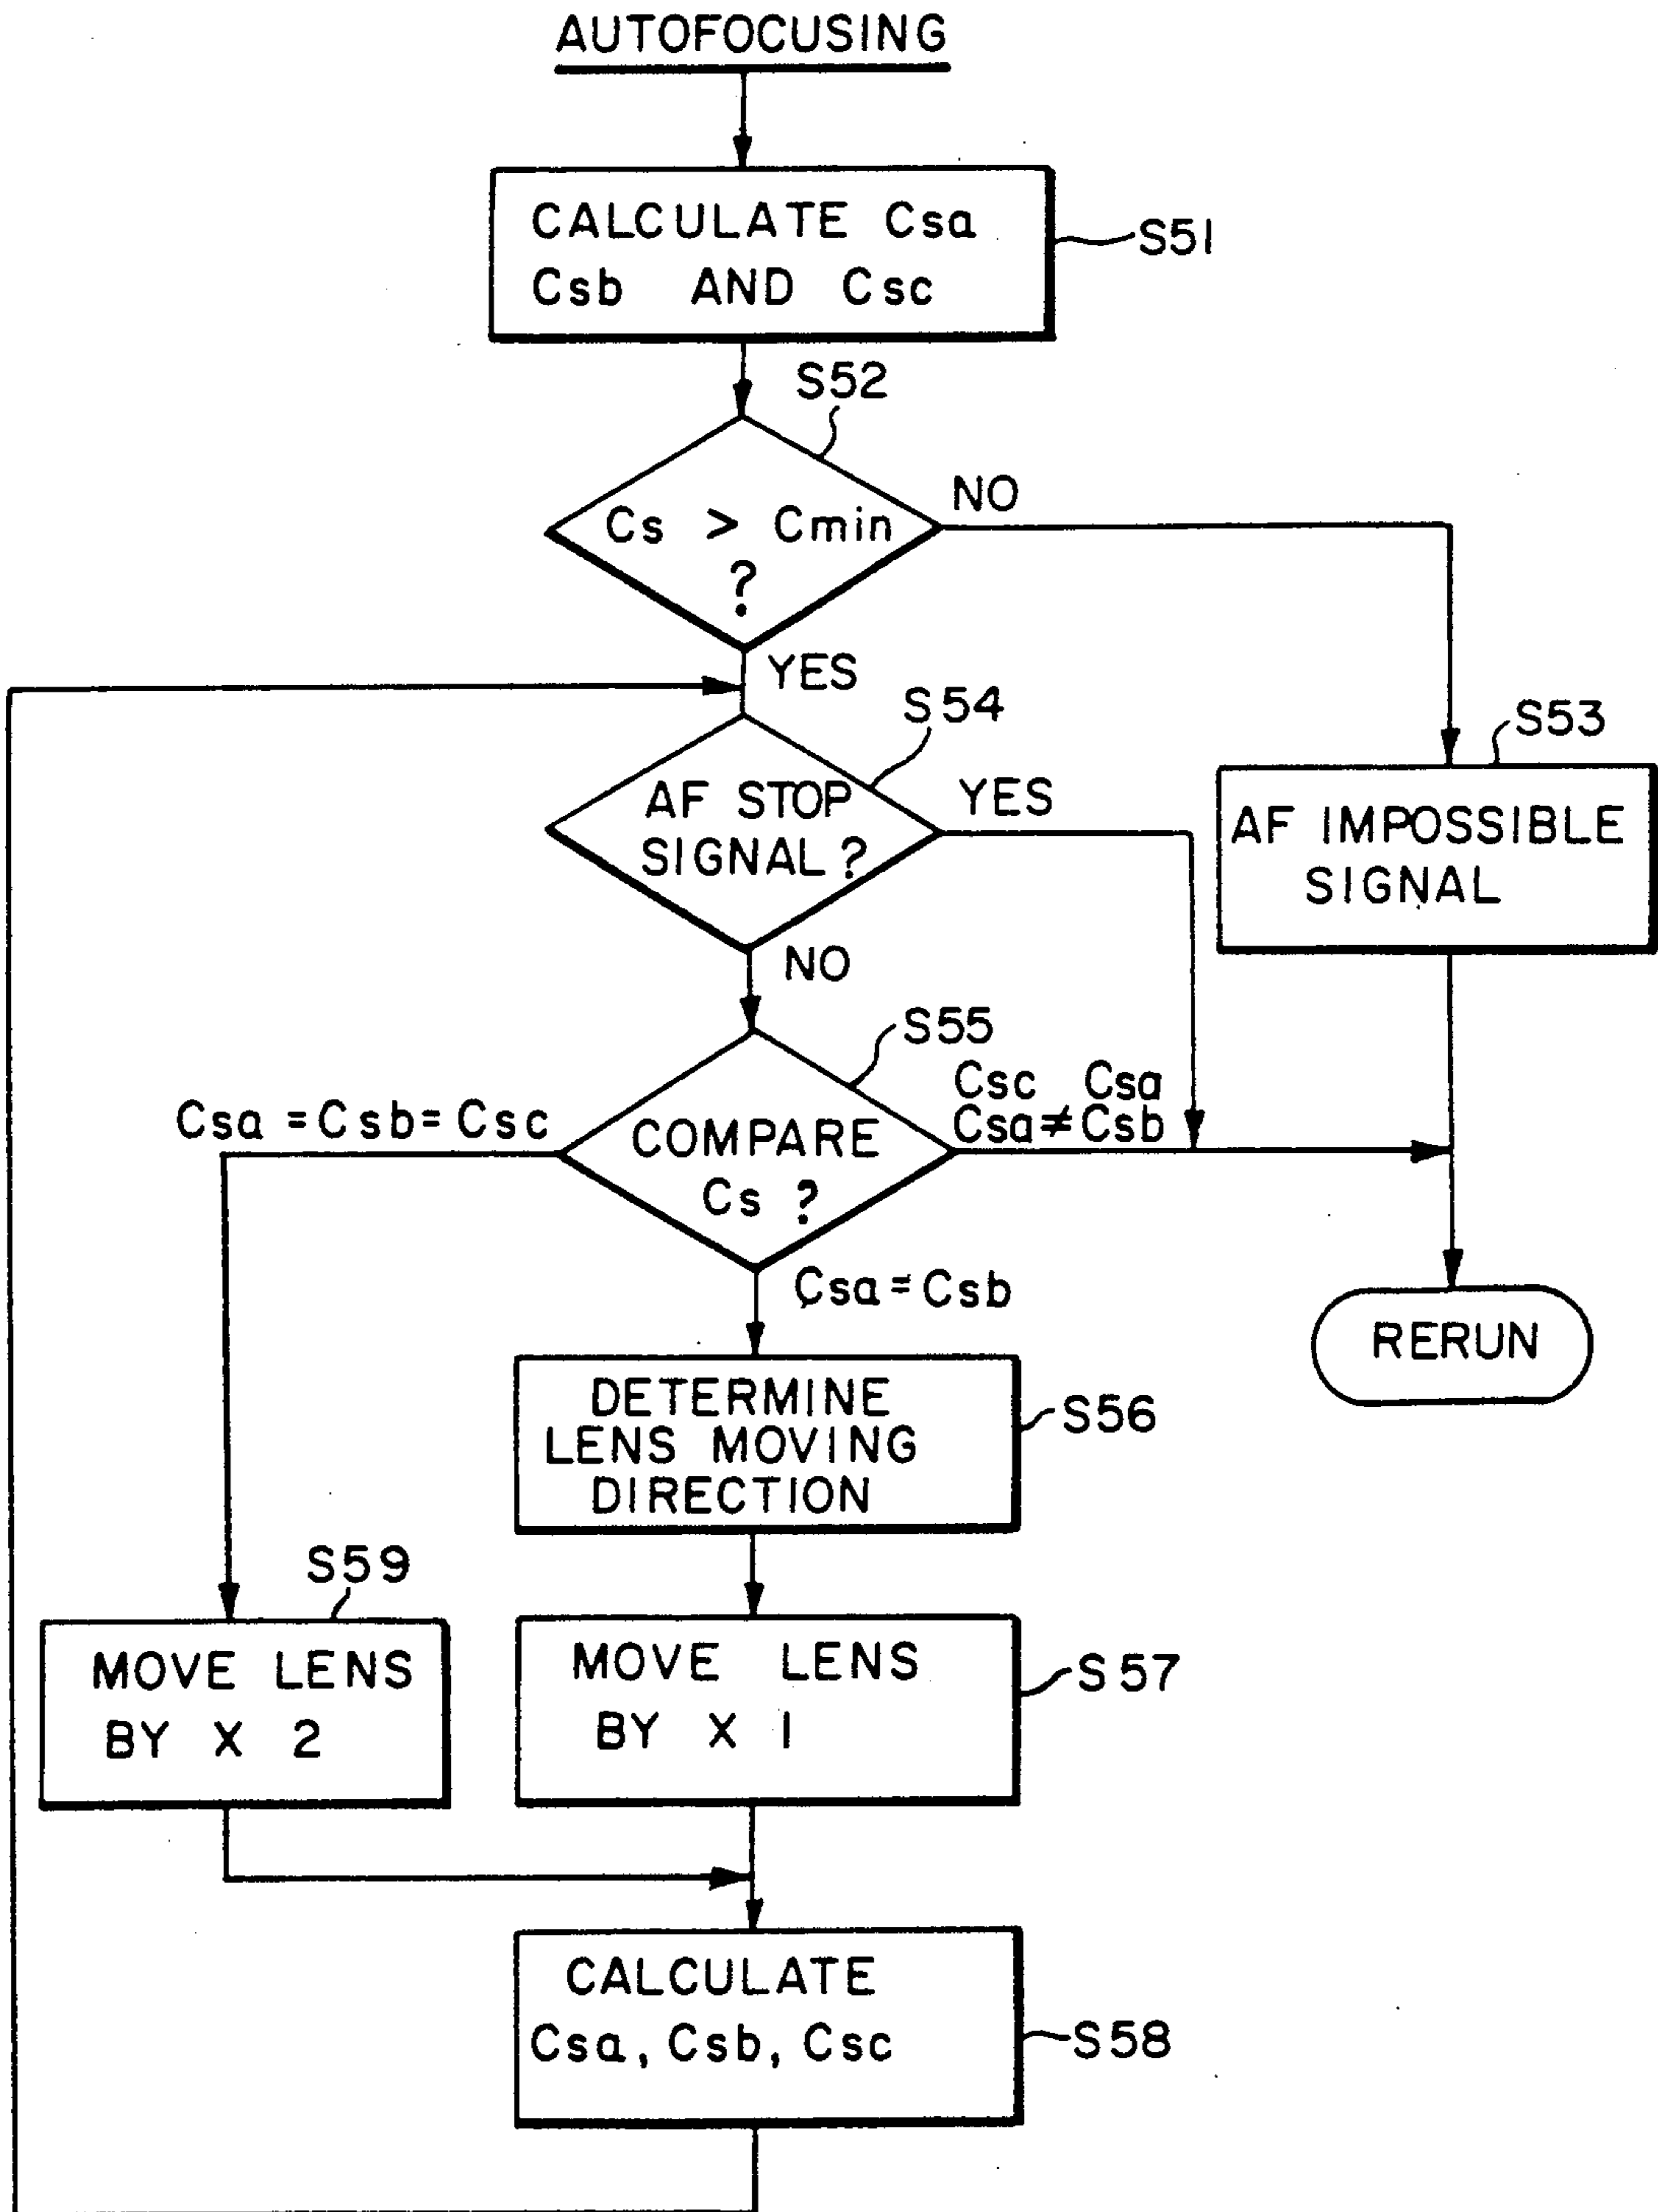 AUTOFOCUSING
CALCULATE Csa
Csb AND Csc
S51
S52
Cs > Cmin
?
NO
YES
S54
AF STOP
SIGNAL?
YES
NO
S53
AF IMPOSSIBLE
SIGNAL
S55
COMPARE
Cs ?
Csa = Csb = Csc
Csc Csa
Csa ≠ Csb
Csa = Csb
RERUN
DETERMINE
LENS MOVING
DIRECTION
S56
S59
MOVE LENS
BY X 2
MOVE LENS
BY X 1
S57
CALCULATE
Csa, Csb, Csc
S58